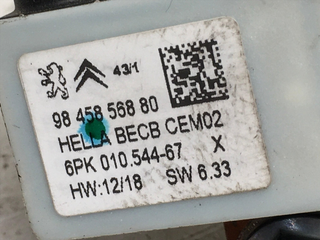 43/1
98 458 568 80
HELLA BECB CEM02
6PK 010.544-67 X
HW:12/18 SW 6.33